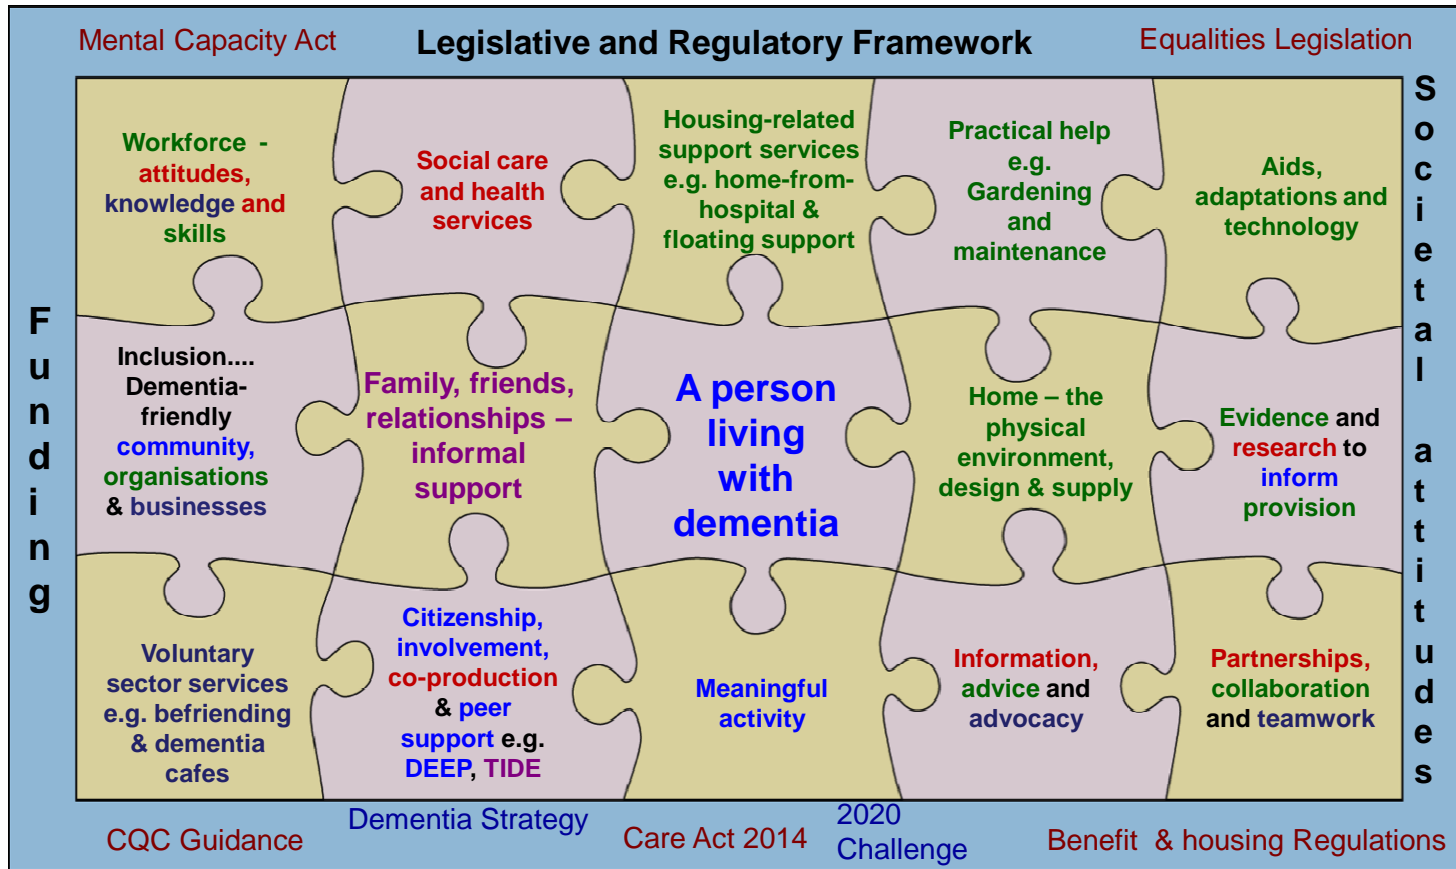 Mental Capacity Act
Legislative and Regulatory Framework
Equalities Legislation
Funding
Societal attitudes
Workforce -
attitudes,
knowledge and
skills
Social care
and health
services
Housing-related
support services
e.g. home-from-
hospital &
floating support
Practical help
e.g.
Gardening
and
maintenance
Aids,
adaptations and
technology
Inclusion....
Dementia-
friendly
community,
organisations
& businesses
Family, friends,
relationships –
informal
support
A person
living
with
dementia
Home – the
physical
environment,
design & supply
Evidence and
research to
inform
provision
Voluntary
sector services
e.g. befriending
& dementia
cafes
Citizenship,
involvement,
co-production
& peer
support e.g.
DEEP, TIDE
Meaningful
activity
Information,
advice and
advocacy
Partnerships,
collaboration
and teamwork
CQC Guidance
Dementia Strategy
Care Act 2014
2020
Challenge
Benefit & housing Regulations